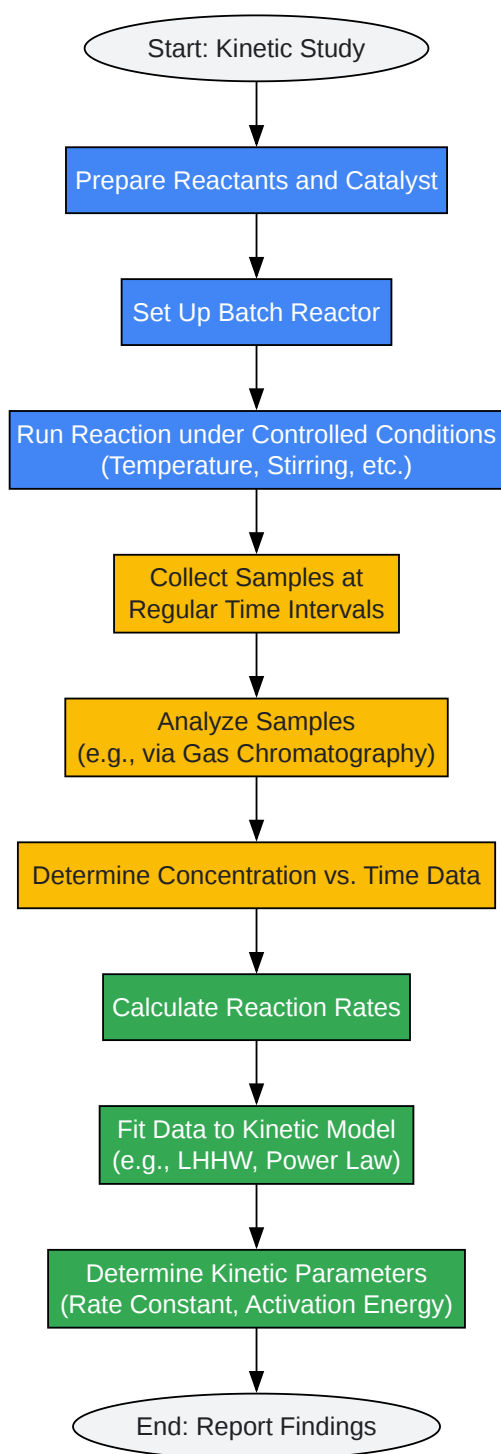 Start: Kinetic Study
Prepare Reactants and Catalyst
Set Up Batch Reactor
Run Reaction under Controlled Conditions
(Temperature, Stirring, etc.)
Collect Samples at
Regular Time Intervals
Analyze Samples
(e.g., via Gas Chromatography)
Determine Concentration vs. Time Data
Calculate Reaction Rates
Fit Data to Kinetic Model
(e.g., LHHW, Power Law)
Determine Kinetic Parameters
(Rate Constant, Activation Energy)
End: Report Findings